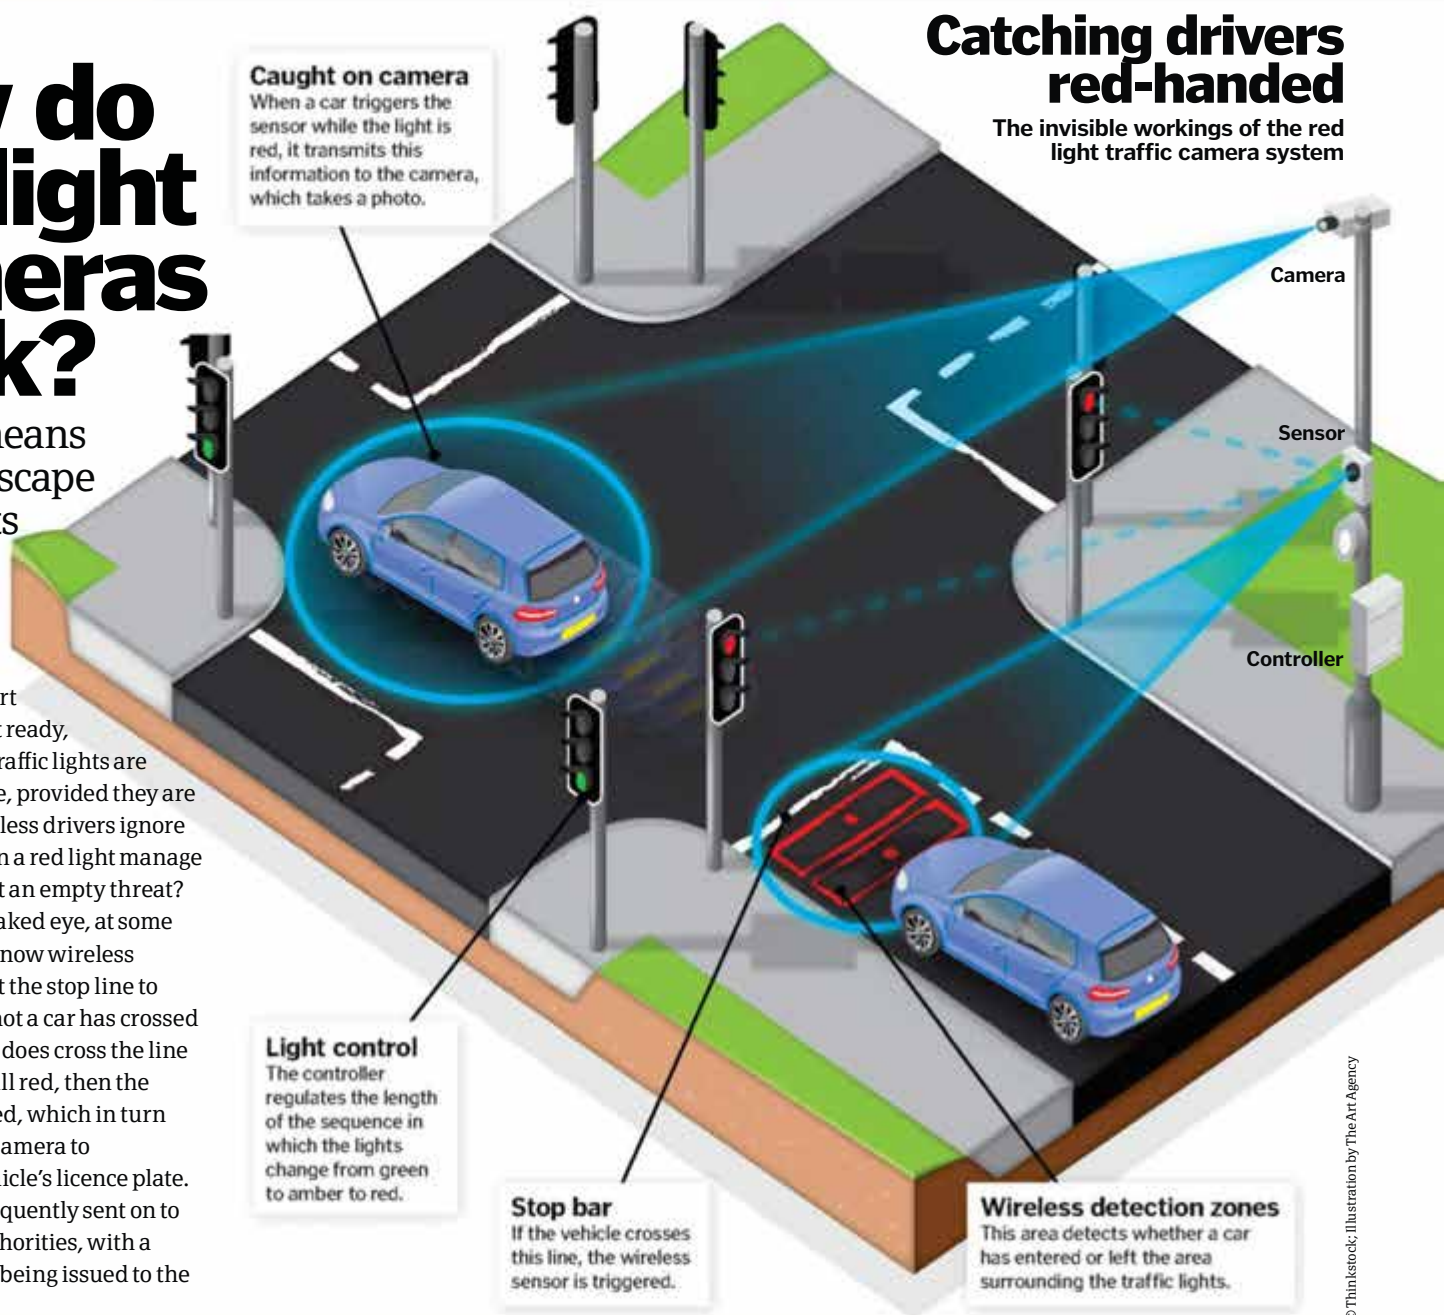 do
light
eras
k?
means
scape
ts
rt
t ready,
raffic lights are
e, provided they are
less drivers ignore
n a red light manage
t an empty threat?
aked eye, at some
now wireless
t the stop line to
not a car has crossed
does cross the line
ll red, then the
ed, which in turn
amera to
icle's licence plate.
quently sent on to
horities, with a
being issued to the
Catching drivers
red-handed
The invisible workings of the red
light traffic camera system
Caught on camera
When a car triggers the
sensor while the light is
red, it transmits this
information to the camera,
which takes a photo.
Camera
Sensor
Controller
Light control
The controller
regulates the length
of the sequence in
which the lights
change from green
to amber to red.
Stop bar
If the vehicle crosses
this line, the wireless
sensor is triggered.
Wireless detection zones
This area detects whether a car
has entered or left the area
surrounding the traffic lights.
© Thinkstock; Illustration by The Art Agency